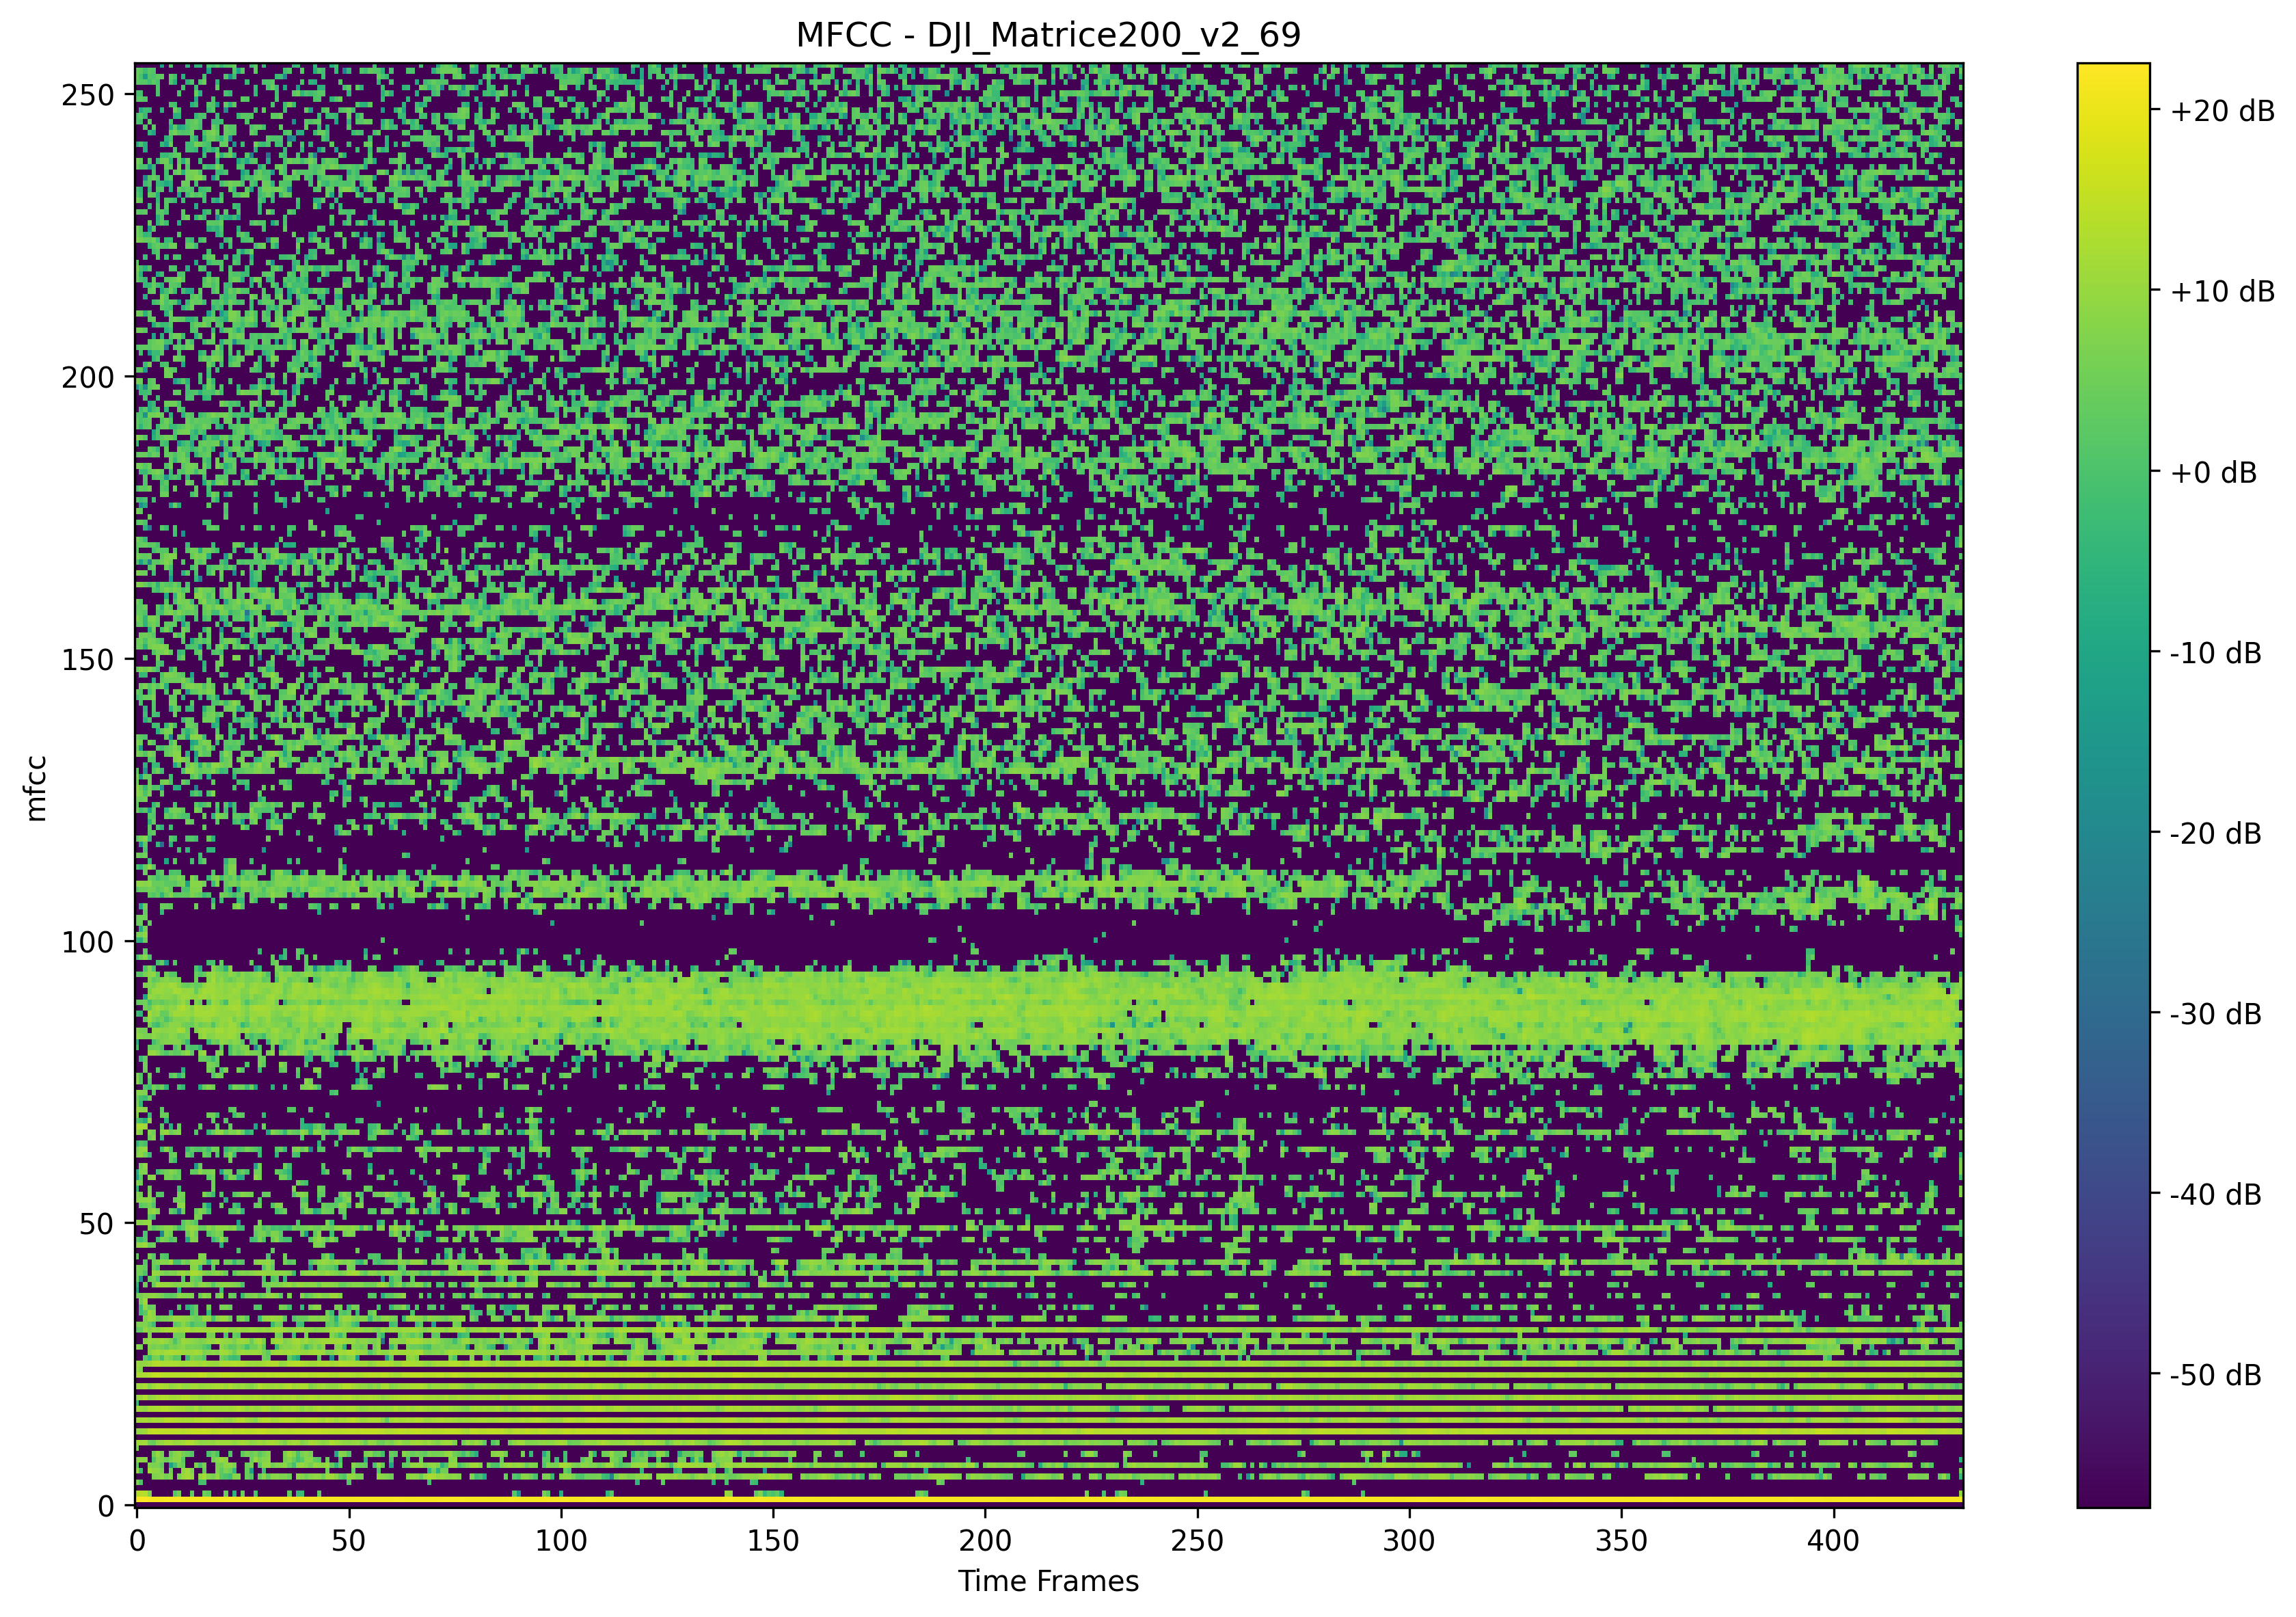 MFCC - DJI_Matrice200_v2_69
250
200
150
100
50
0
mfcc
0 50 100 150 200 250 300 350 400
Time Frames
+20 dB
+10 dB
+0 dB
-10 dB
-20 dB
-30 dB
-40 dB
-50 dB